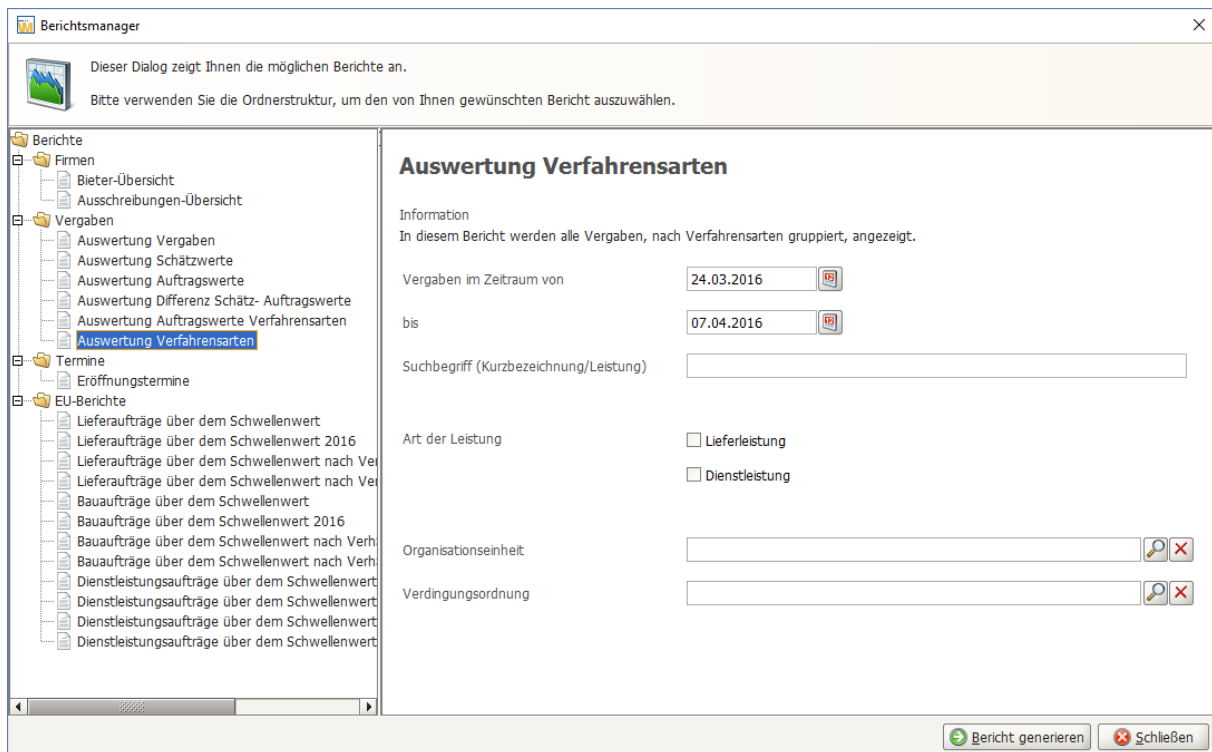 Berichtsmanager
Dieser Dialog zeigt Ihnen die möglichen Berichte an.
Bitte verwenden Sie die Ordnerstruktur, um den von Ihnen gewünschten Bericht auszuwählen.
Berichte
Firmen
Bieter-Übersicht
Ausschreibungen-Übersicht
Vergaben
Auswertung Vergaben
Auswertung Schätzwerte
Auswertung Auftragswerte
Auswertung Differenz Schätz- Auftragswerte
Auswertung Auftragswerte Verfahrensarten
Auswertung Verfahrensarten
Termine
Eröffnungstermine
EU-Berichte
Lieferaufträge über dem Schwellenwert
Lieferaufträge über dem Schwellenwert 2016
Lieferaufträge über dem Schwellenwert nach Ver
Lieferaufträge über dem Schwellenwert nach Ver
Bauaufträge über dem Schwellenwert
Bauaufträge über dem Schwellenwert 2016
Bauaufträge über dem Schwellenwert nach Verh
Bauaufträge über dem Schwellenwert nach Verh
Dienstleistungsaufträge über dem Schwellenwert
Dienstleistungsaufträge über dem Schwellenwert
Dienstleistungsaufträge über dem Schwellenwert
Dienstleistungsaufträge über dem Schwellenwert
Auswertung Verfahrensarten
Information
In diesem Bericht werden alle Vergaben, nach Verfahrensarten gruppiert, angezeigt.
Vergaben im Zeitraum von 24.03.2016
bis 07.04.2016
Suchbegriff (Kurzbezeichnung/Leistung)
Art der Leistung Lieferleistung
Dienstleistung
Organisationseinheit
Verdingungsordnung
Bericht generieren Schließen